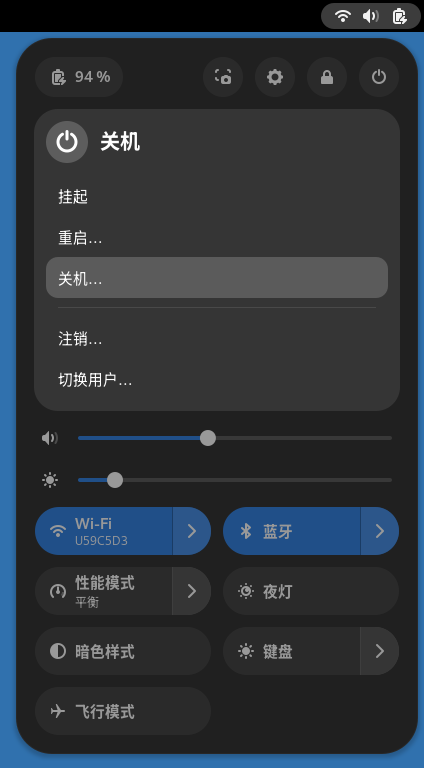 94 %
关机
挂起
重启…
关机…
注销…
切换用户…
Wi-Fi
U59C5D3
蓝牙
性能模式
平衡
夜灯
暗色样式
键盘
飞行模式